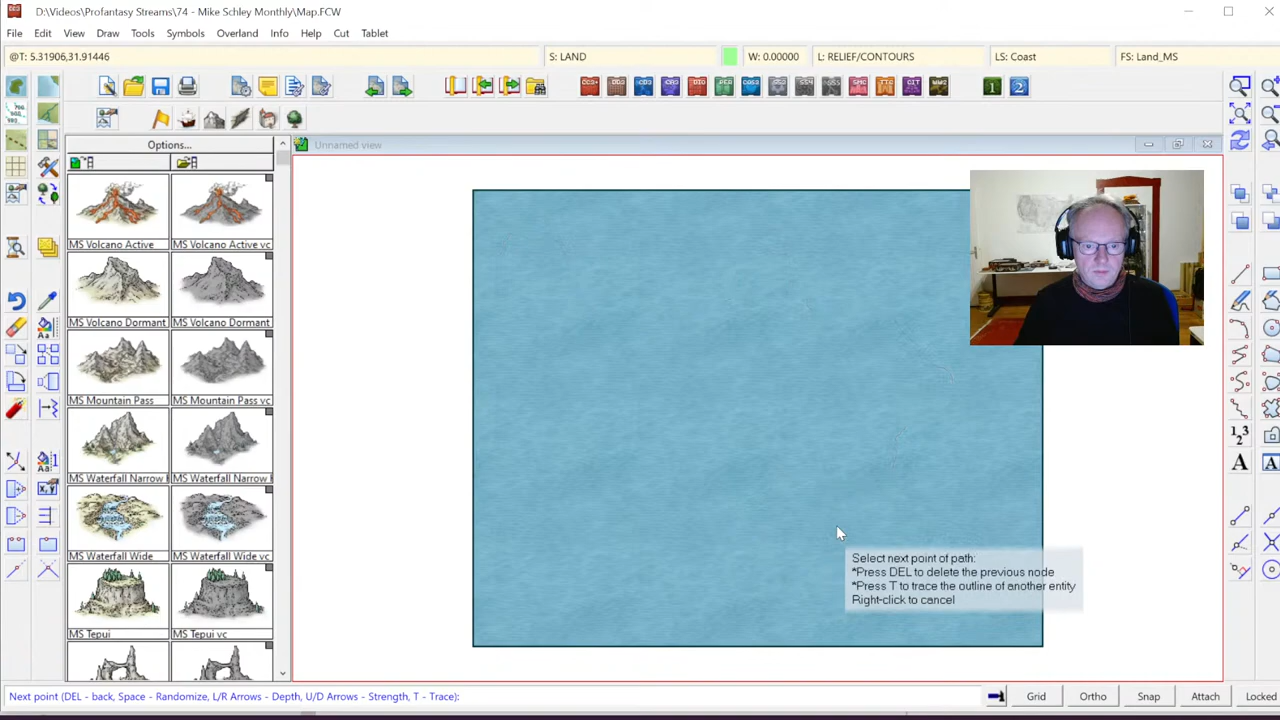 D:\Videos\Profantasy Streams\74 - Mike Schley Monthly\Map.FCW
File Edit View Draw Tools Symbols Overland Info Help Cut Tablet
@T: 5.31906,31.91446 S: LAND W: 0.00000 L: RELIEF/CONTOURS LS: Coast FS: Land_MS
Options...
Unnamed view
MS Volcano Active MS Volcano Active vc
MS Volcano Dormant MS Volcano Dormant
MS Mountain Pass MS Mountain Pass vc
MS Waterfall Narrow MS Waterfall Narrow vc
MS Waterfall Wide MS Waterfall Wide vc
MS Tepui MS Tepui vc
Select next point of path:
*Press DEL to delete the previous node
*Press T to trace the outline of another entity
Right-click to cancel
Next point (DEL - back, Space - Randomize, L/R Arrows - Depth, U/D Arrows - Strength, T - Trace): Grid Ortho Snap Attach Locked